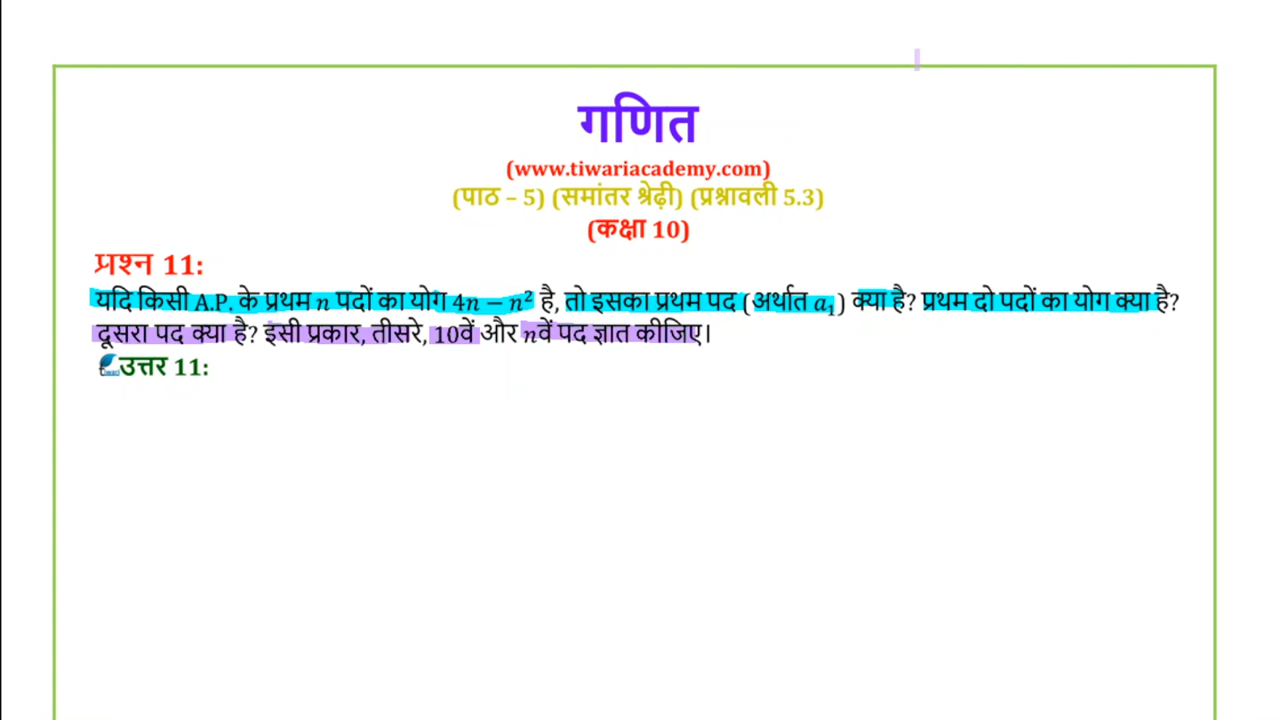 गणित
(www.tiwariacademy.com)
(पाठ – 5) (समांतर श्रेढ़ी) (प्रश्नावली 5.3)
(कक्षा 10)
प्रश्न 11:
यदि किसी A.P. के प्रथम n पदों का योग 4n − n² है, तो इसका प्रथम पद (अर्थात a₁) क्या है? प्रथम दो पदों का योग क्या है?
दूसरा पद क्या है? इसी प्रकार, तीसरे, 10वें और nवें पद ज्ञात कीजिए।
उत्तर 11: